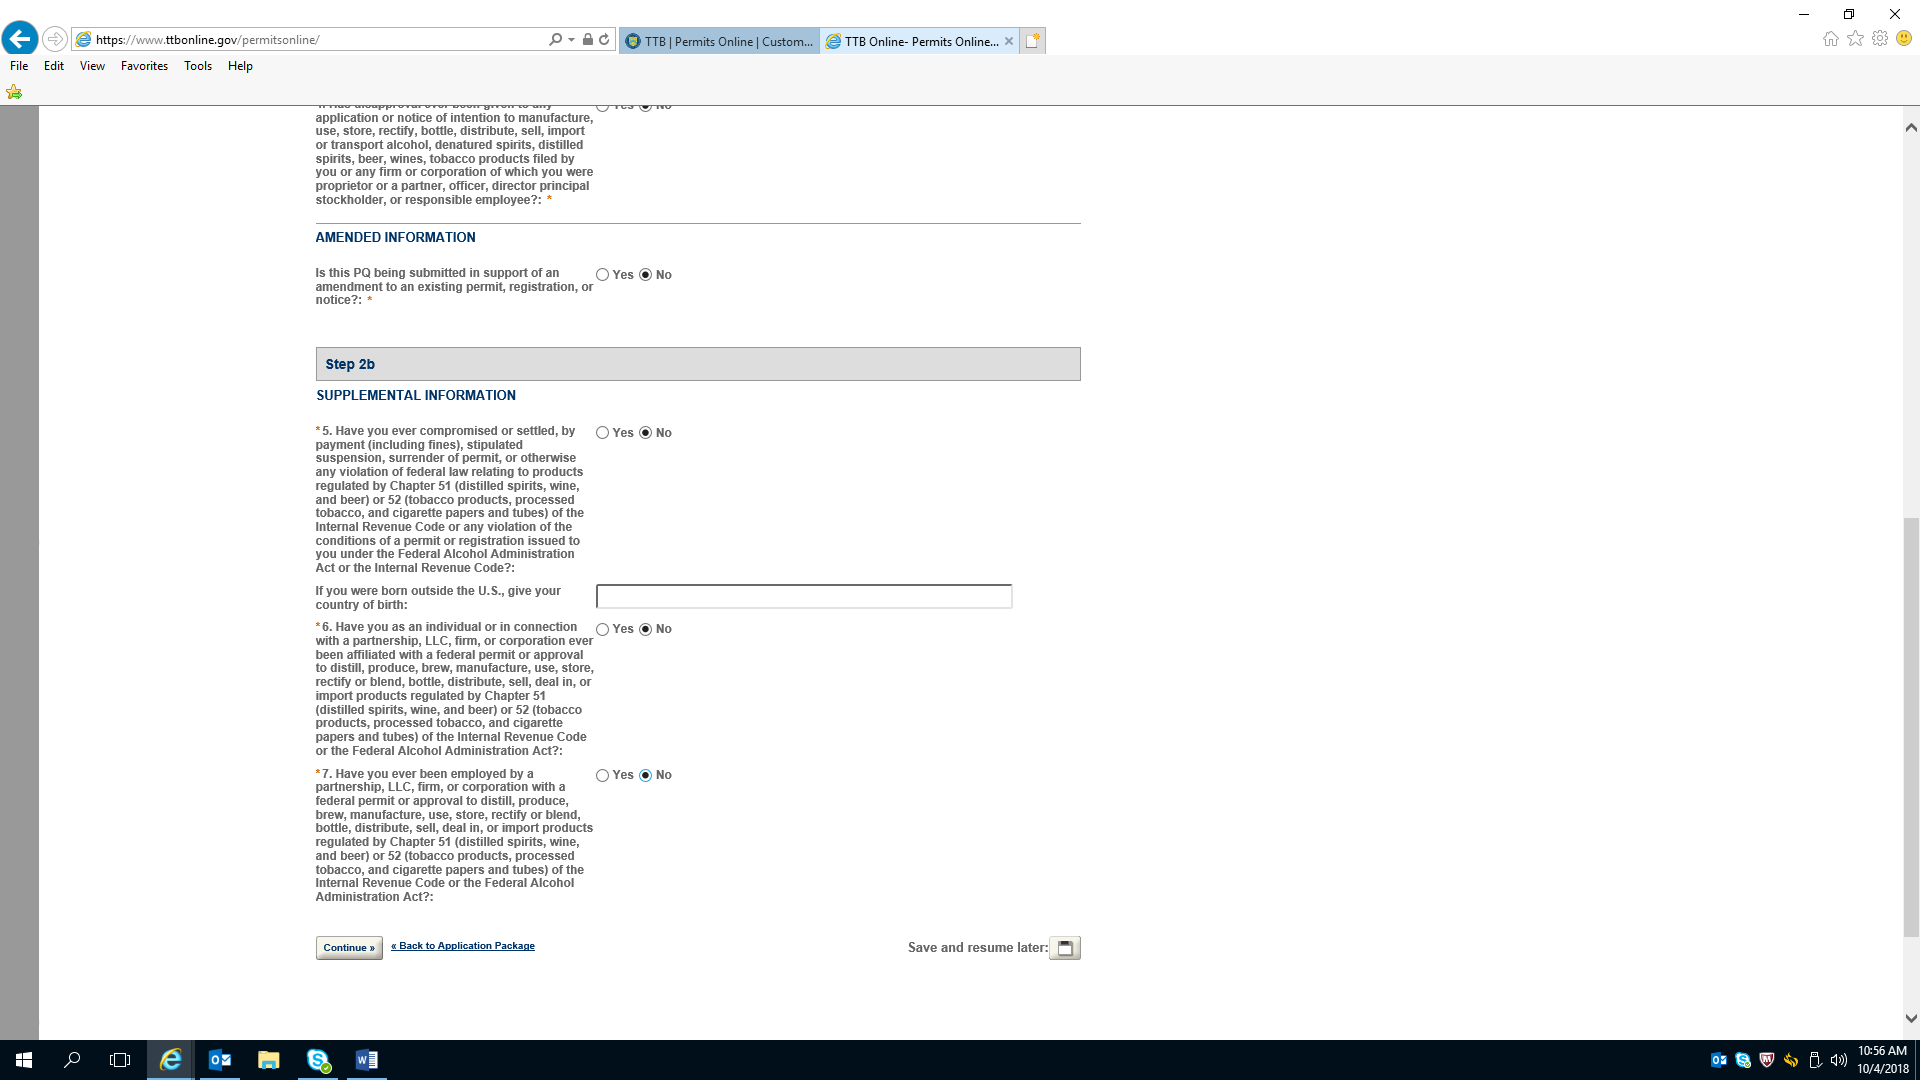 https://www.ttbonline.gov/permitsonline/
TTB | Permits Online | Custom...
TTB Online- Permits Online...
File Edit View Favorites Tools Help
application or notice of intention to manufacture,
use, store, rectify, bottle, distribute, sell, import
or transport alcohol, denatured spirits, distilled
spirits, beer, wines, tobacco products filed by
you or any firm or corporation of which you were
proprietor or a partner, officer, director principal
stockholder, or responsible employee?: *
AMENDED INFORMATION
Is this PQ being submitted in support of an
amendment to an existing permit, registration, or
notice?: *
Yes No
Step 2b
SUPPLEMENTAL INFORMATION
* 5. Have you ever compromised or settled, by
payment (including fines), stipulated
suspension, surrender of permit, or otherwise
any violation of federal law relating to products
regulated by Chapter 51 (distilled spirits, wine,
and beer) or 52 (tobacco products, processed
tobacco, and cigarette papers and tubes) of the
Internal Revenue Code or any violation of the
conditions of a permit or registration issued to
you under the Federal Alcohol Administration
Act or the Internal Revenue Code?:
Yes No
If you were born outside the U.S., give your
country of birth:
* 6. Have you as an individual or in connection
with a partnership, LLC, firm, or corporation ever
been affiliated with a federal permit or approval
to distill, produce, brew, manufacture, use, store,
rectify or blend, bottle, distribute, sell, deal in, or
import products regulated by Chapter 51
(distilled spirits, wine, and beer) or 52 (tobacco
products, processed tobacco, and cigarette
papers and tubes) of the Internal Revenue Code
or the Federal Alcohol Administration Act?:
Yes No
* 7. Have you ever been employed by a
partnership, LLC, firm, or corporation with a
federal permit or approval to distill, produce,
brew, manufacture, use, store, rectify or blend,
bottle, distribute, sell, deal in, or import products
regulated by Chapter 51 (distilled spirits, wine,
and beer) or 52 (tobacco products, processed
tobacco, and cigarette papers and tubes) of the
Internal Revenue Code or the Federal Alcohol
Administration Act?:
Yes No
Continue »
« Back to Application Package
Save and resume later:
10:56 AM
10/4/2018